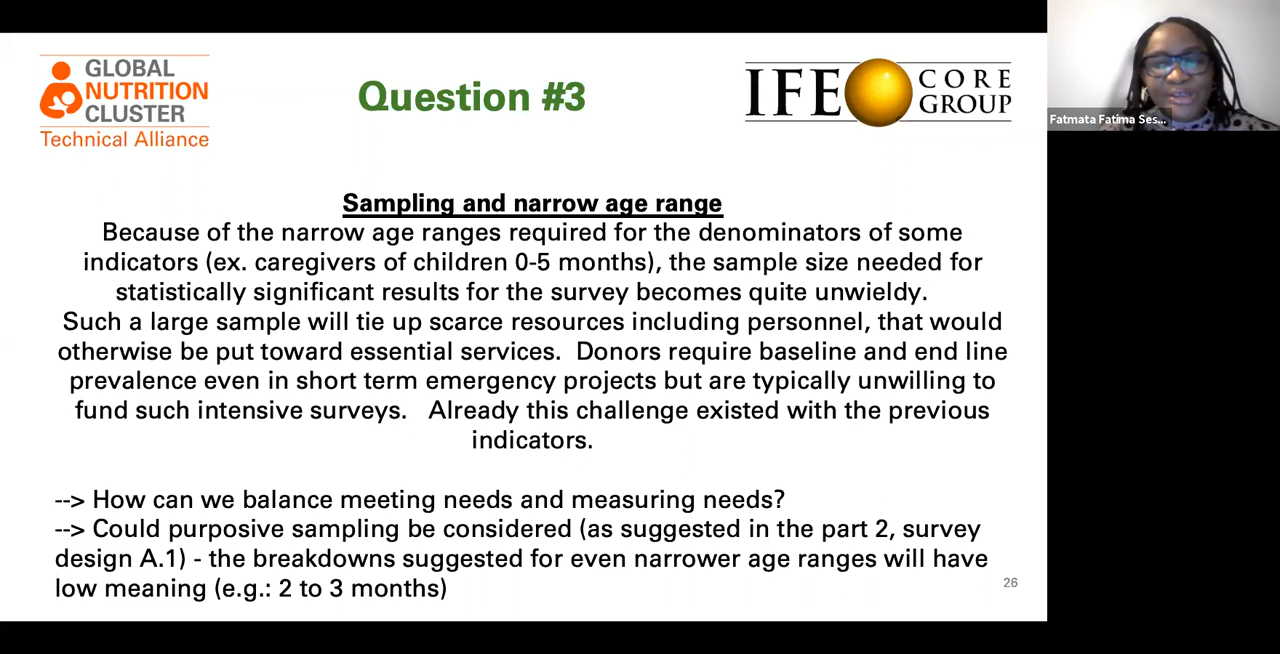 GLOBAL
NUTRITION
CLUSTER
Technical Alliance
Question #3
IFE CORE
GROUP
Fatmata Fatima Ses...
Sampling and narrow age range
Because of the narrow age ranges required for the denominators of some
indicators (ex. caregivers of children 0-5 months), the sample size needed for
statistically significant results for the survey becomes quite unwieldy.
Such a large sample will tie up scarce resources including personnel, that would
otherwise be put toward essential services. Donors require baseline and end line
prevalence even in short term emergency projects but are typically unwilling to
fund such intensive surveys. Already this challenge existed with the previous
indicators.
--> How can we balance meeting needs and measuring needs?
--> Could purposive sampling be considered (as suggested in the part 2, survey
design A.1) - the breakdowns suggested for even narrower age ranges will have
low meaning (e.g.: 2 to 3 months)
26